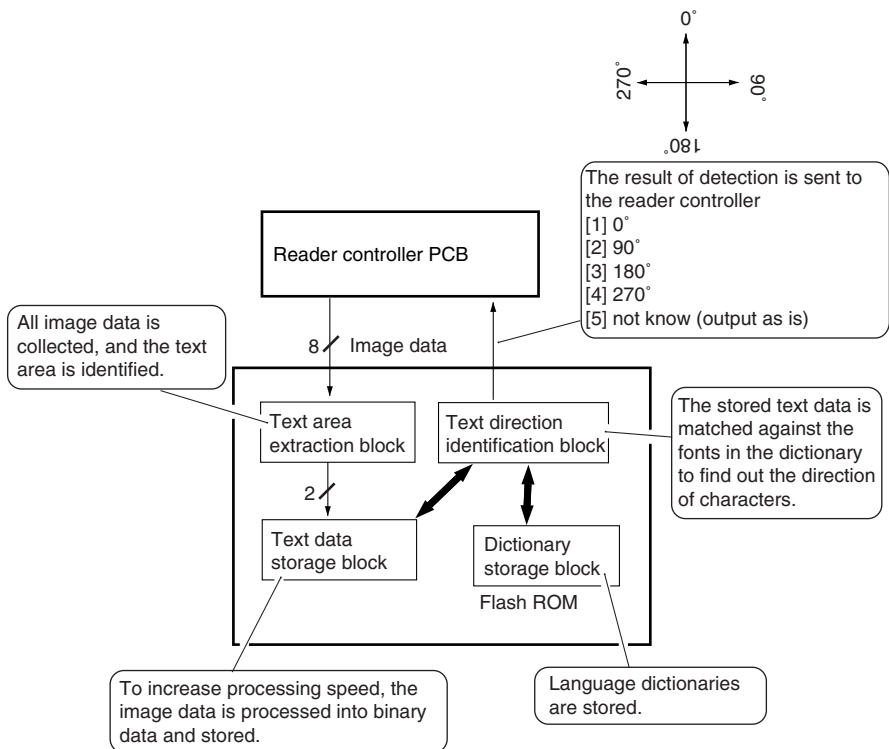 0°
270°
90°
180°
The result of detection is sent to
the reader controller
[1] 0°
[2] 90°
[3] 180°
[4] 270°
[5] not know (output as is)
Reader controller PCB
All image data is
collected, and the text
area is identified.
8
Image data
Text area
extraction block
Text direction
identification block
The stored text data is
matched against the
fonts in the dictionary
to find out the direction
of characters.
2
Text data
storage block
Dictionary
storage block
Flash ROM
To increase processing speed, the
image data is processed into binary
data and stored.
Language dictionaries
are stored.